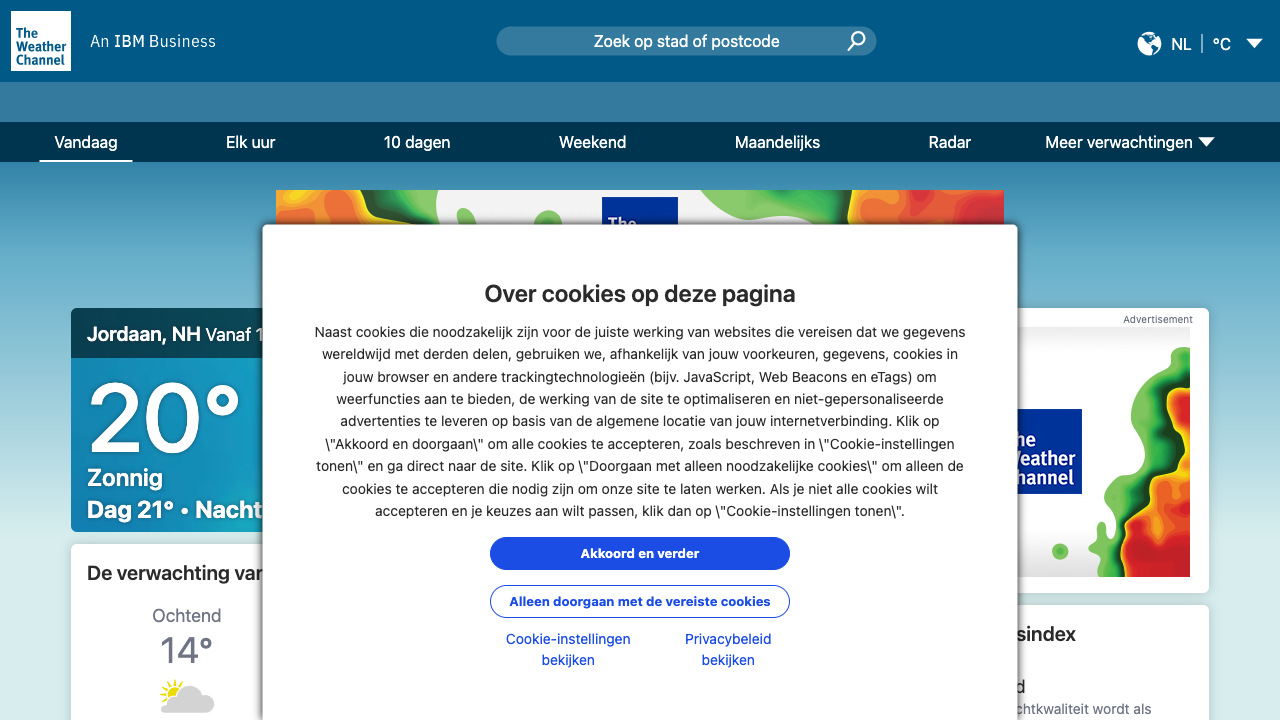 The
Weather
Channel
An IBM Business
Zoek op stad of postcode
NL
°C
Vandaag
Elk uur
10 dagen
Weekend
Maandelijks
Radar
Meer verwachtingen
The
Over cookies op deze pagina
Naast cookies die noodzakelijk zijn voor de juiste werking van websites die vereisen dat we gegevens
wereldwijd met derden delen, gebruiken we, afhankelijk van jouw voorkeuren, gegevens, cookies in
jouw browser en andere trackingtechnologieën (bijv. JavaScript, Web Beacons en eTags) om
weerfuncties aan te bieden, de werking van de site te optimaliseren en niet-gepersonaliseerde
advertenties te leveren op basis van de algemene locatie van jouw internetverbinding. Klik op
\"Akkoord en doorgaan\" om alle cookies te accepteren, zoals beschreven in \"Cookie-instellingen
tonen\" en ga direct naar de site. Klik op \"Doorgaan met alleen noodzakelijke cookies\" om alleen de
cookies te accepteren die nodig zijn om onze site te laten werken. Als je niet alle cookies wilt
accepteren en je keuzes aan wilt passen, klik dan op \"Cookie-instellingen tonen\".
Akkoord en verder
Alleen doorgaan met de vereiste cookies
Cookie-instellingen
bekijken
Privacybeleid
bekijken
Jordaan, NH Vanaf 1
20°
Zonnig
Dag 21° • Nacht
De verwachting van
Ochtend
14°
Advertisement
he
Weather
Channel
sindex
d
chtkwaliteit wordt als